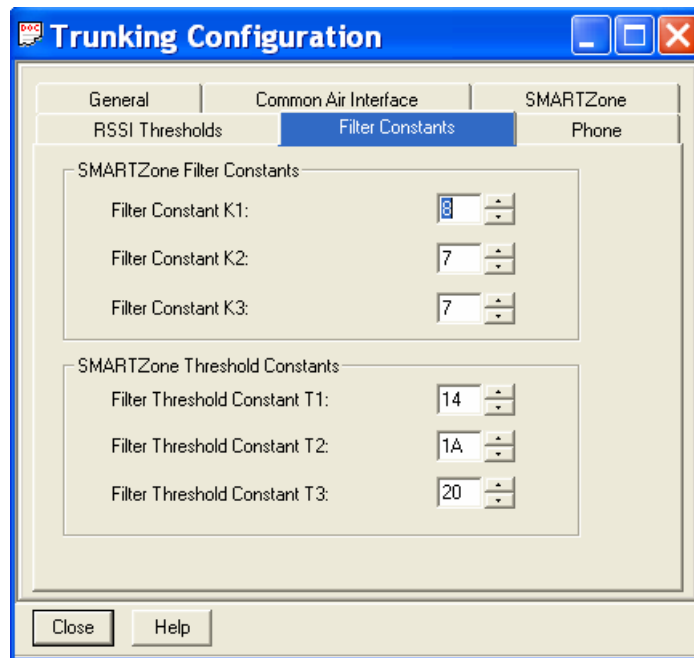 Trunking Configuration
General Common Air Interface SMARTZone
RSSI Thresholds Filter Constants Phone
SMARTZone Filter Constants
Filter Constant K1: 8
Filter Constant K2: 7
Filter Constant K3: 7
SMARTZone Threshold Constants
Filter Threshold Constant T1: 14
Filter Threshold Constant T2: 1A
Filter Threshold Constant T3: 20
Close Help